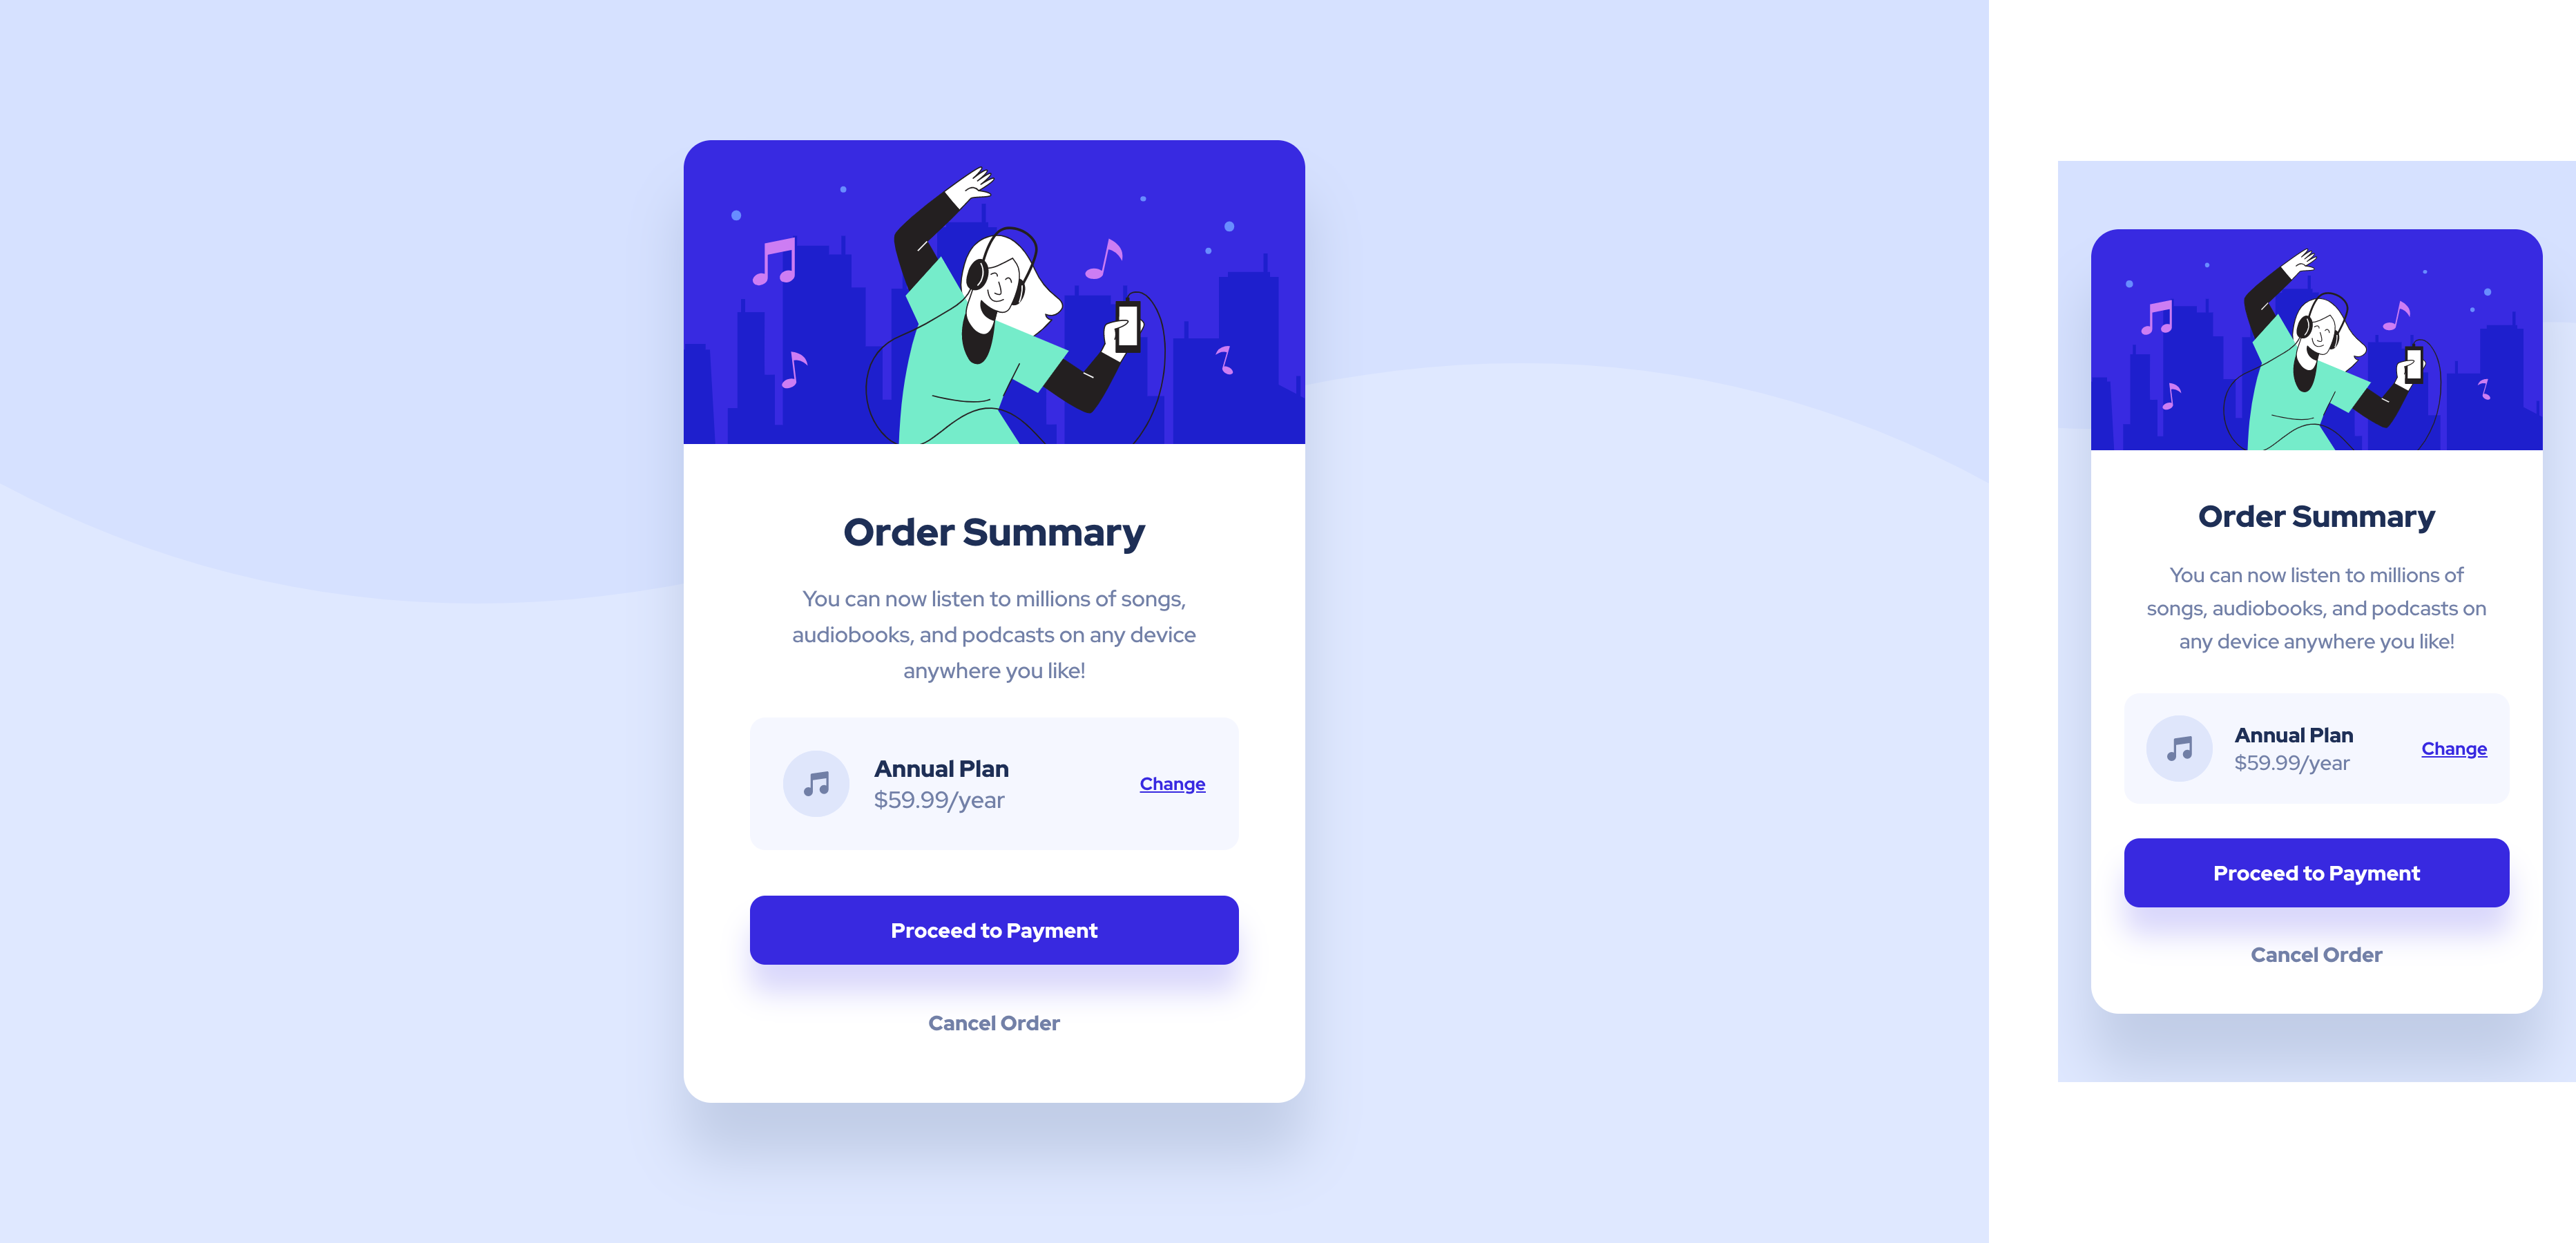 Order Summary
You can now listen to millions of songs,
audiobooks, and podcasts on any device
anywhere you like!
Annual Plan
$59.99/year
Change
Proceed to Payment
Cancel Order
Order Summary
You can now listen to millions of
songs, audiobooks, and podcasts on
any device anywhere you like!
Annual Plan
$59.99/year
Change
Proceed to Payment
Cancel Order